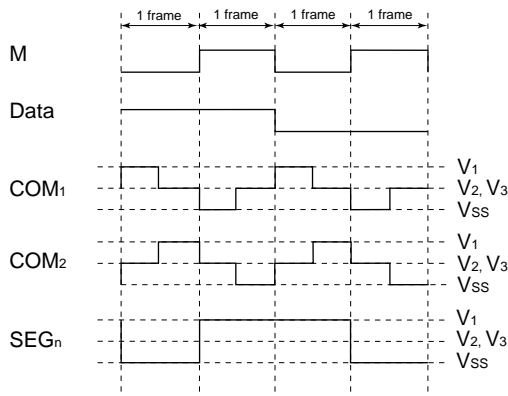 1 frame 1 frame 1 frame 1 frame
M
Data
V1
COM1 V2, V3
VSS
V1
COM2 V2, V3
VSS
V1
SEGn V2, V3
VSS